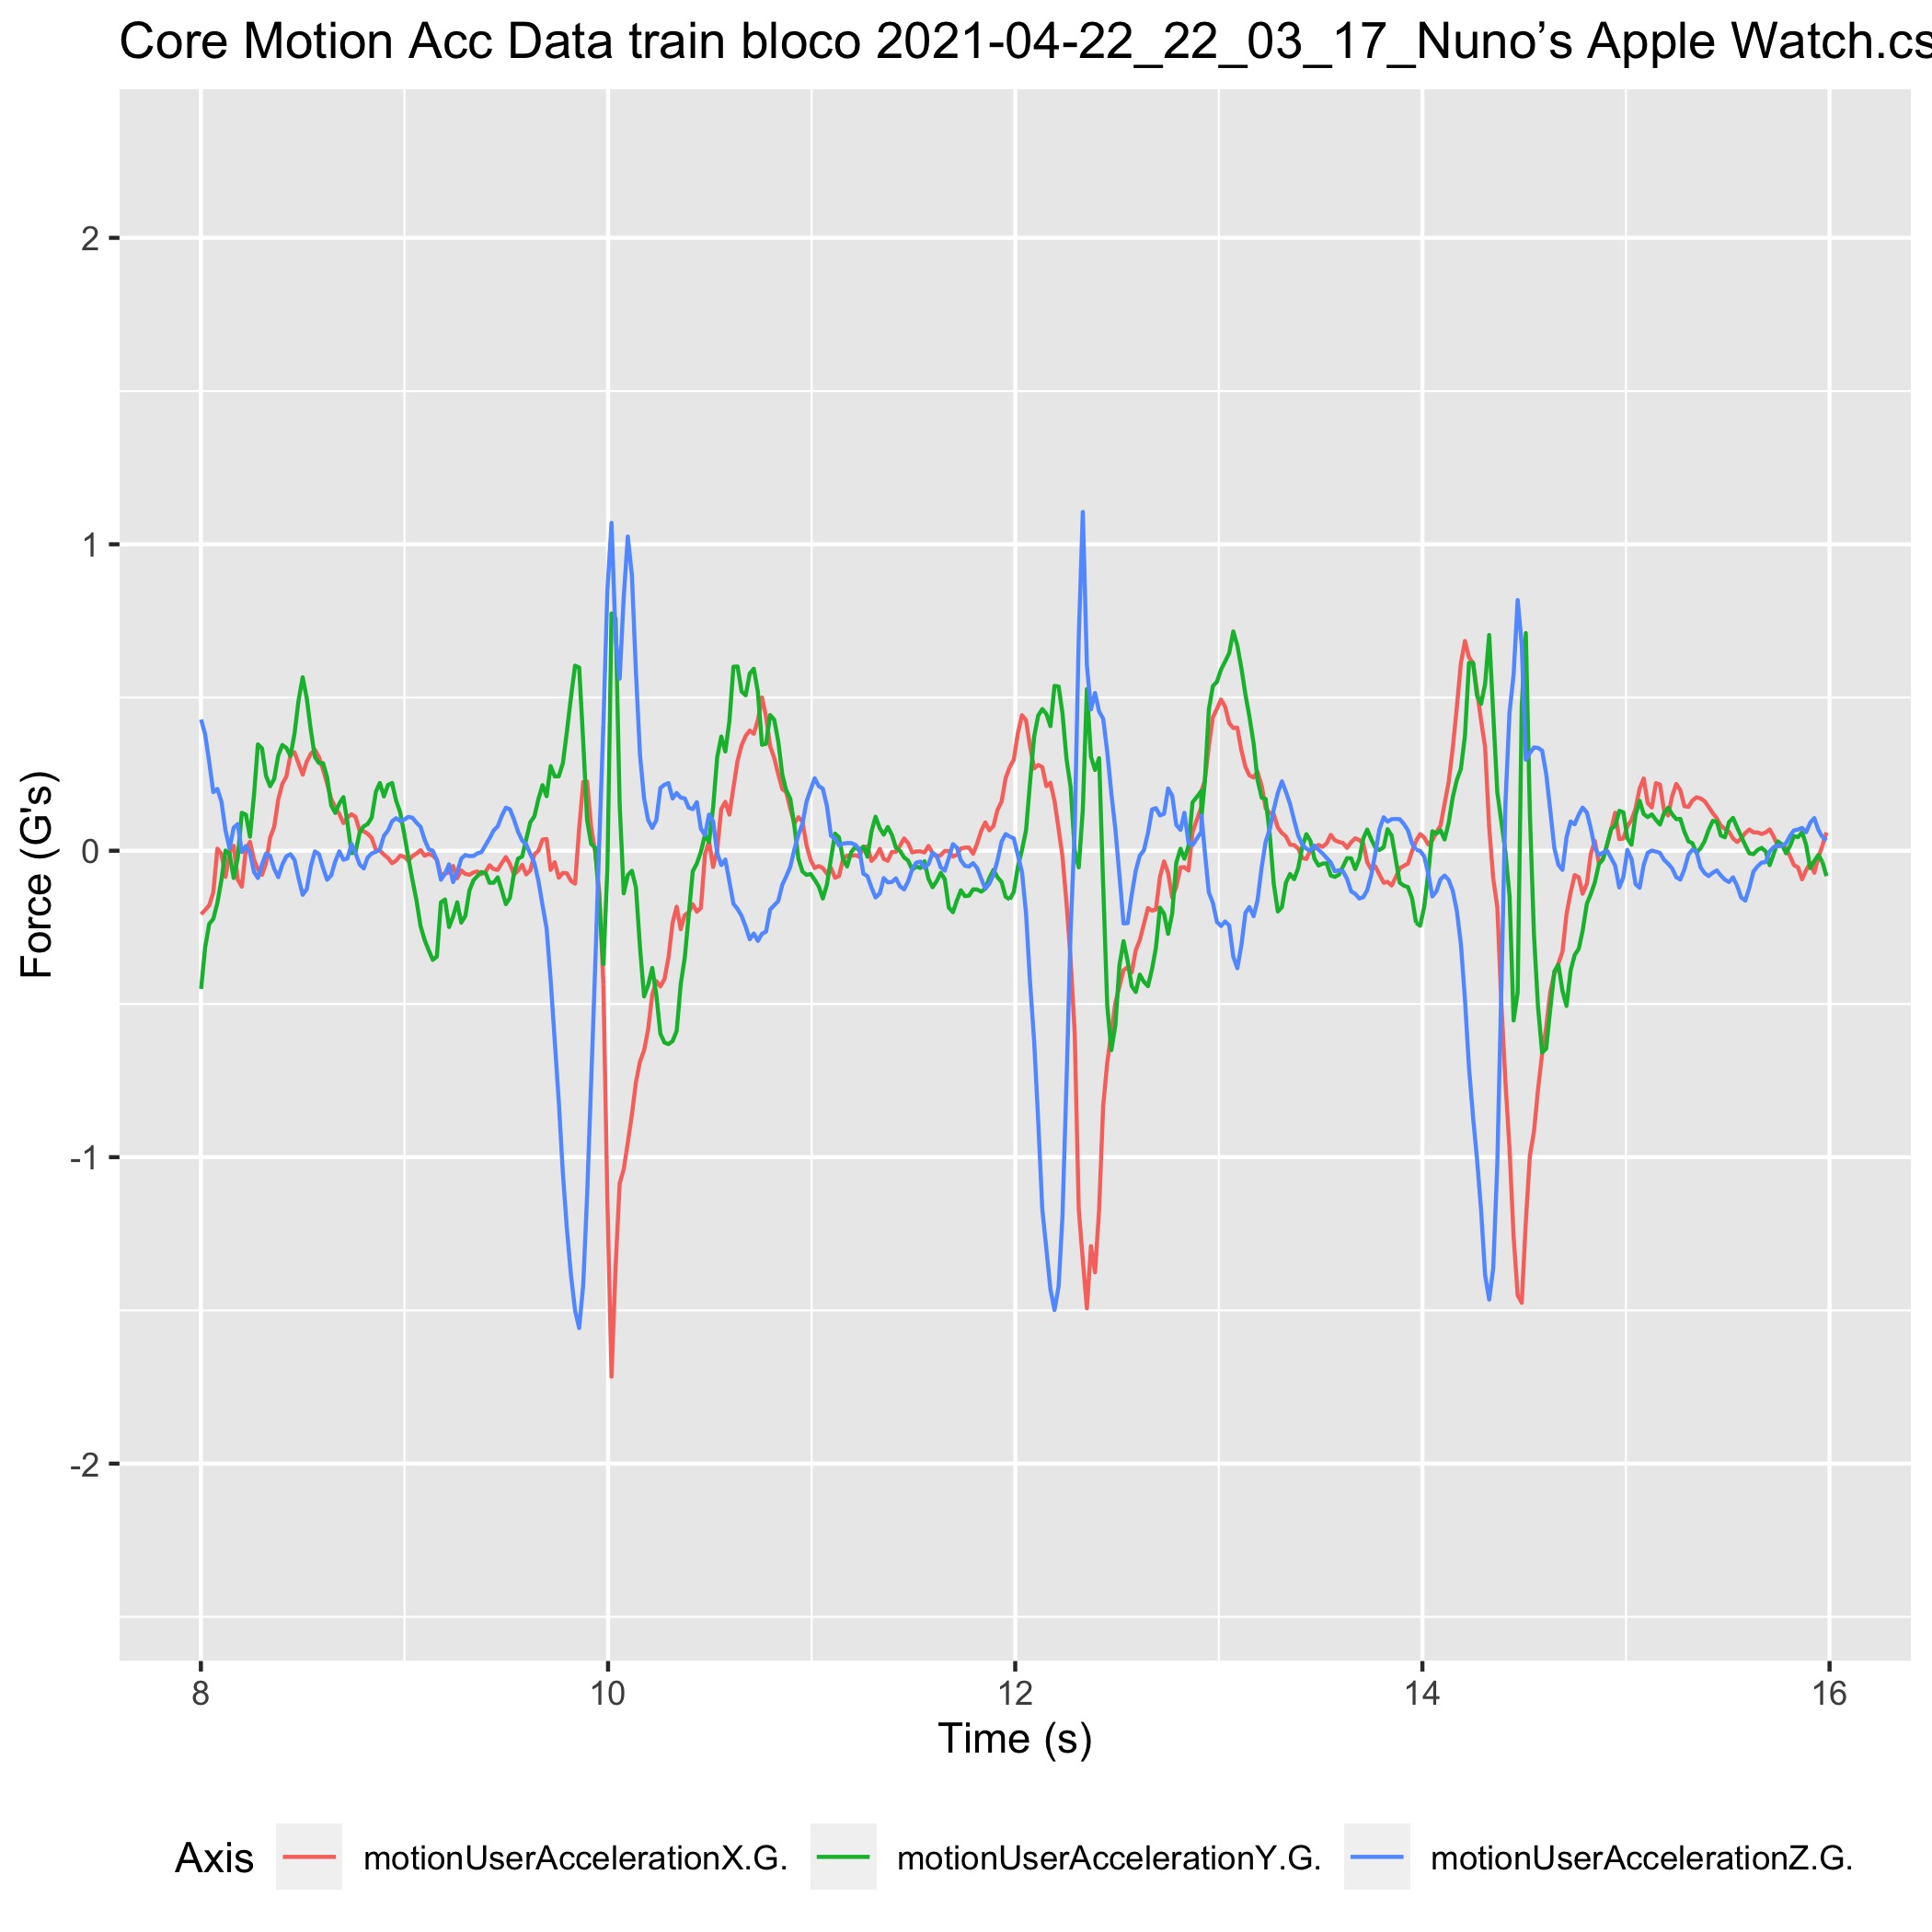 Core Motion Acc Data train bloco 2021-04-22_22_03_17_Nuno’s Apple Watch.cs
Force (G's)
2
1
0
-1
-2
8 10 12 14 16
Time (s)
Axis motionUserAccelerationX.G. motionUserAccelerationY.G. motionUserAccelerationZ.G.